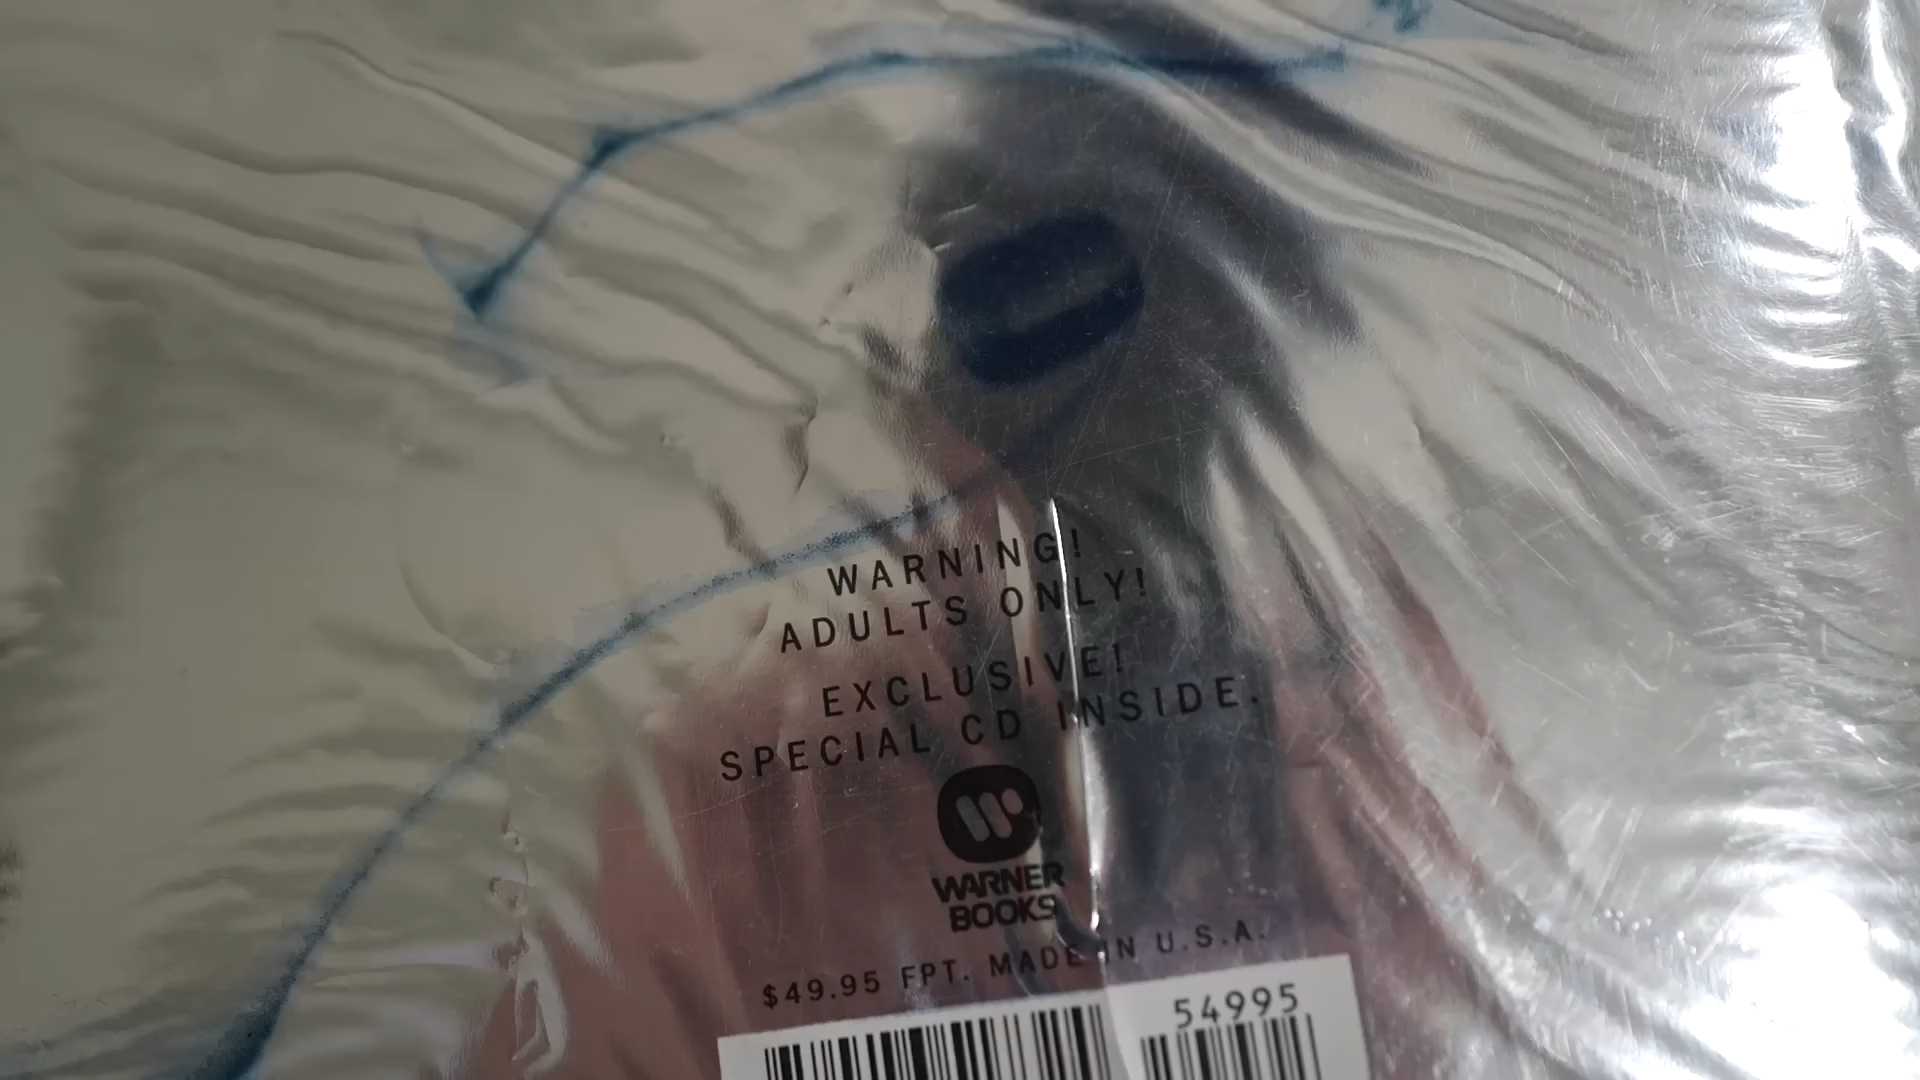 WARNING!
ADULTS ONLY!
EXCLUSIVE!
SPECIAL CD INSIDE.
WARNER
BOOKS
$49.95 FPT. MADE IN U.S.A.
54995